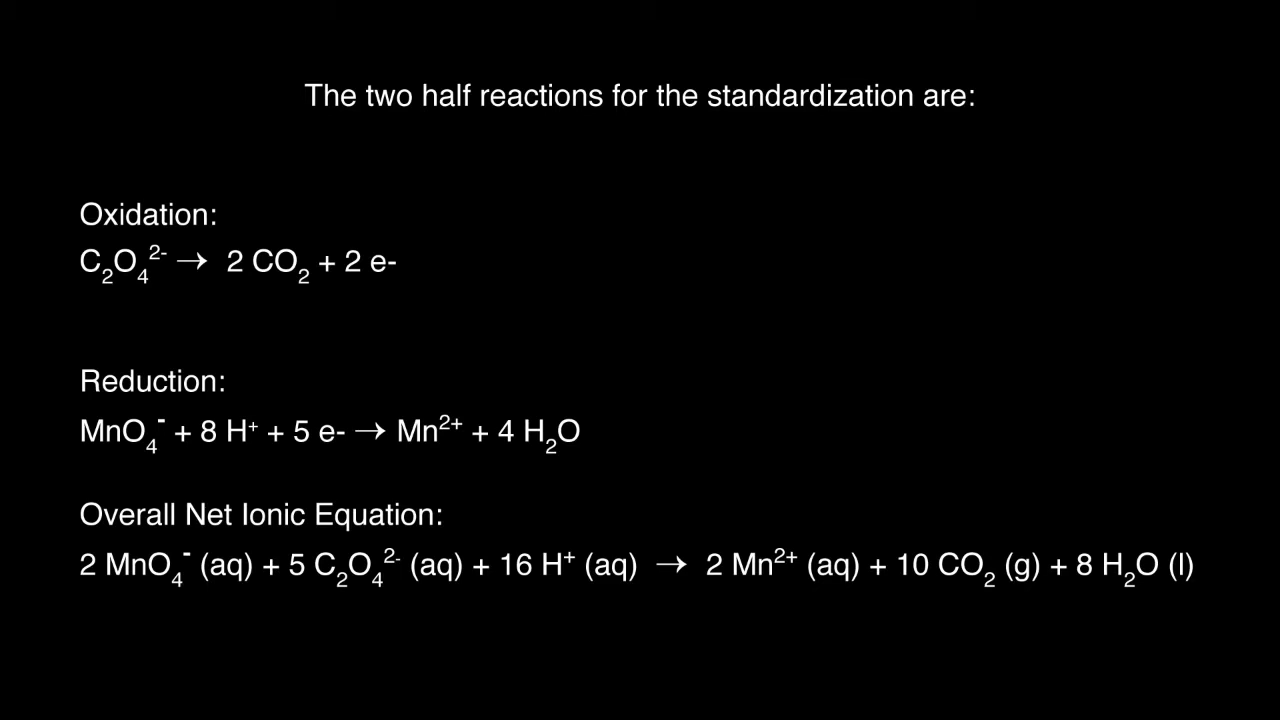 The two half reactions for the standardization are:
Oxidation:
C₂O₄²⁻ → 2 CO₂ + 2 e-
Reduction:
MnO₄⁻ + 8 H⁺ + 5 e- → Mn²⁺ + 4 H₂O
Overall Net Ionic Equation:
2 MnO₄⁻ (aq) + 5 C₂O₄²⁻ (aq) + 16 H⁺ (aq) → 2 Mn²⁺ (aq) + 10 CO₂ (g) + 8 H₂O (l)